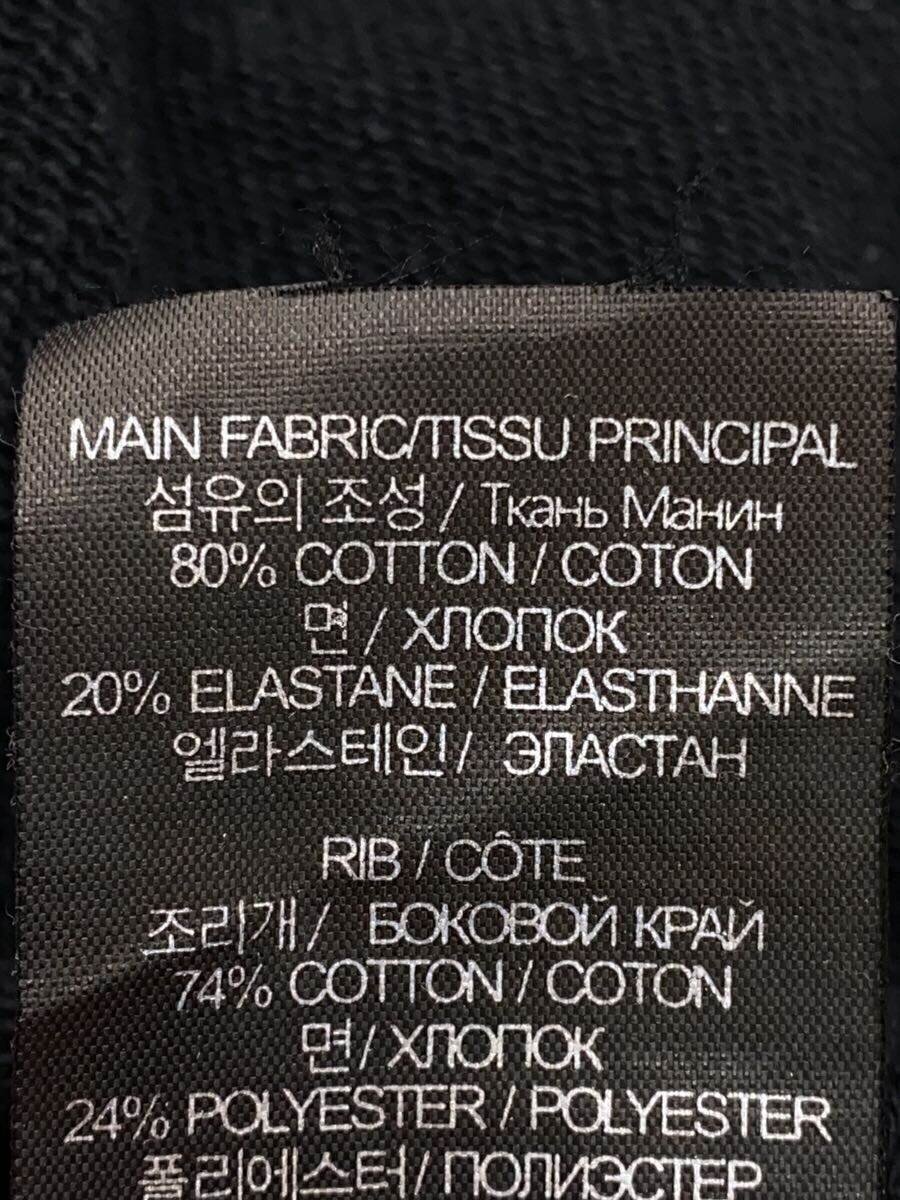 MAIN FABRIC/TISSU PRINCIPAL
섬유의 조성 / Ткань Манин
80% COTTON / COTON
면 / ХЛОПОК
20% ELASTANE / ELASTHANNE
엘라스테인/ ЭЛАСТАН
RIB / CÔTE
조리개/ БОКОВОЙ КРАЙ
74% COTTON / COTON
면/ ХЛОПОК
24% POLYESTER / POLYESTER
폴리에스터/ ПОЛИЭСТЕР